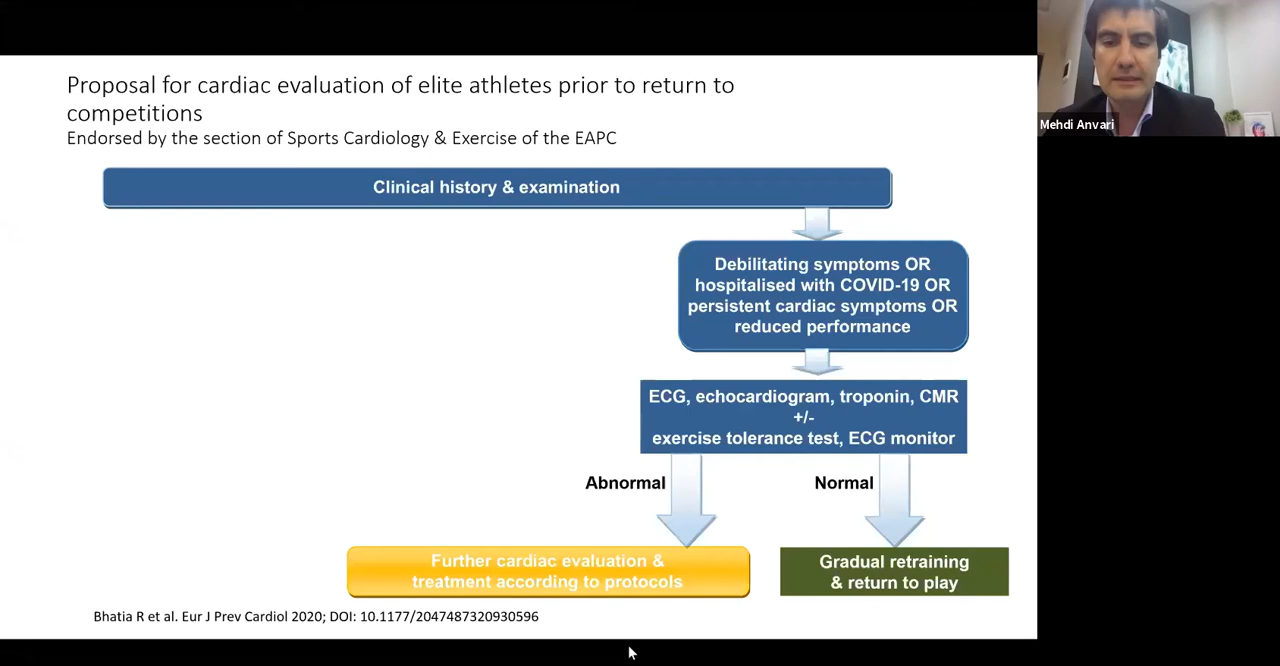 Proposal for cardiac evaluation of elite athletes prior to return to
competitions
Endorsed by the section of Sports Cardiology & Exercise of the EAPC
Mehdi Anvari
Clinical history & examination
Debilitating symptoms OR
hospitalised with COVID-19 OR
persistent cardiac symptoms OR
reduced performance
ECG, echocardiogram, troponin, CMR
+/-
exercise tolerance test, ECG monitor
Abnormal
Normal
Further cardiac evaluation &
treatment according to protocols
Gradual retraining
& return to play
Bhatia R et al. Eur J Prev Cardiol 2020; DOI: 10.1177/2047487320930596